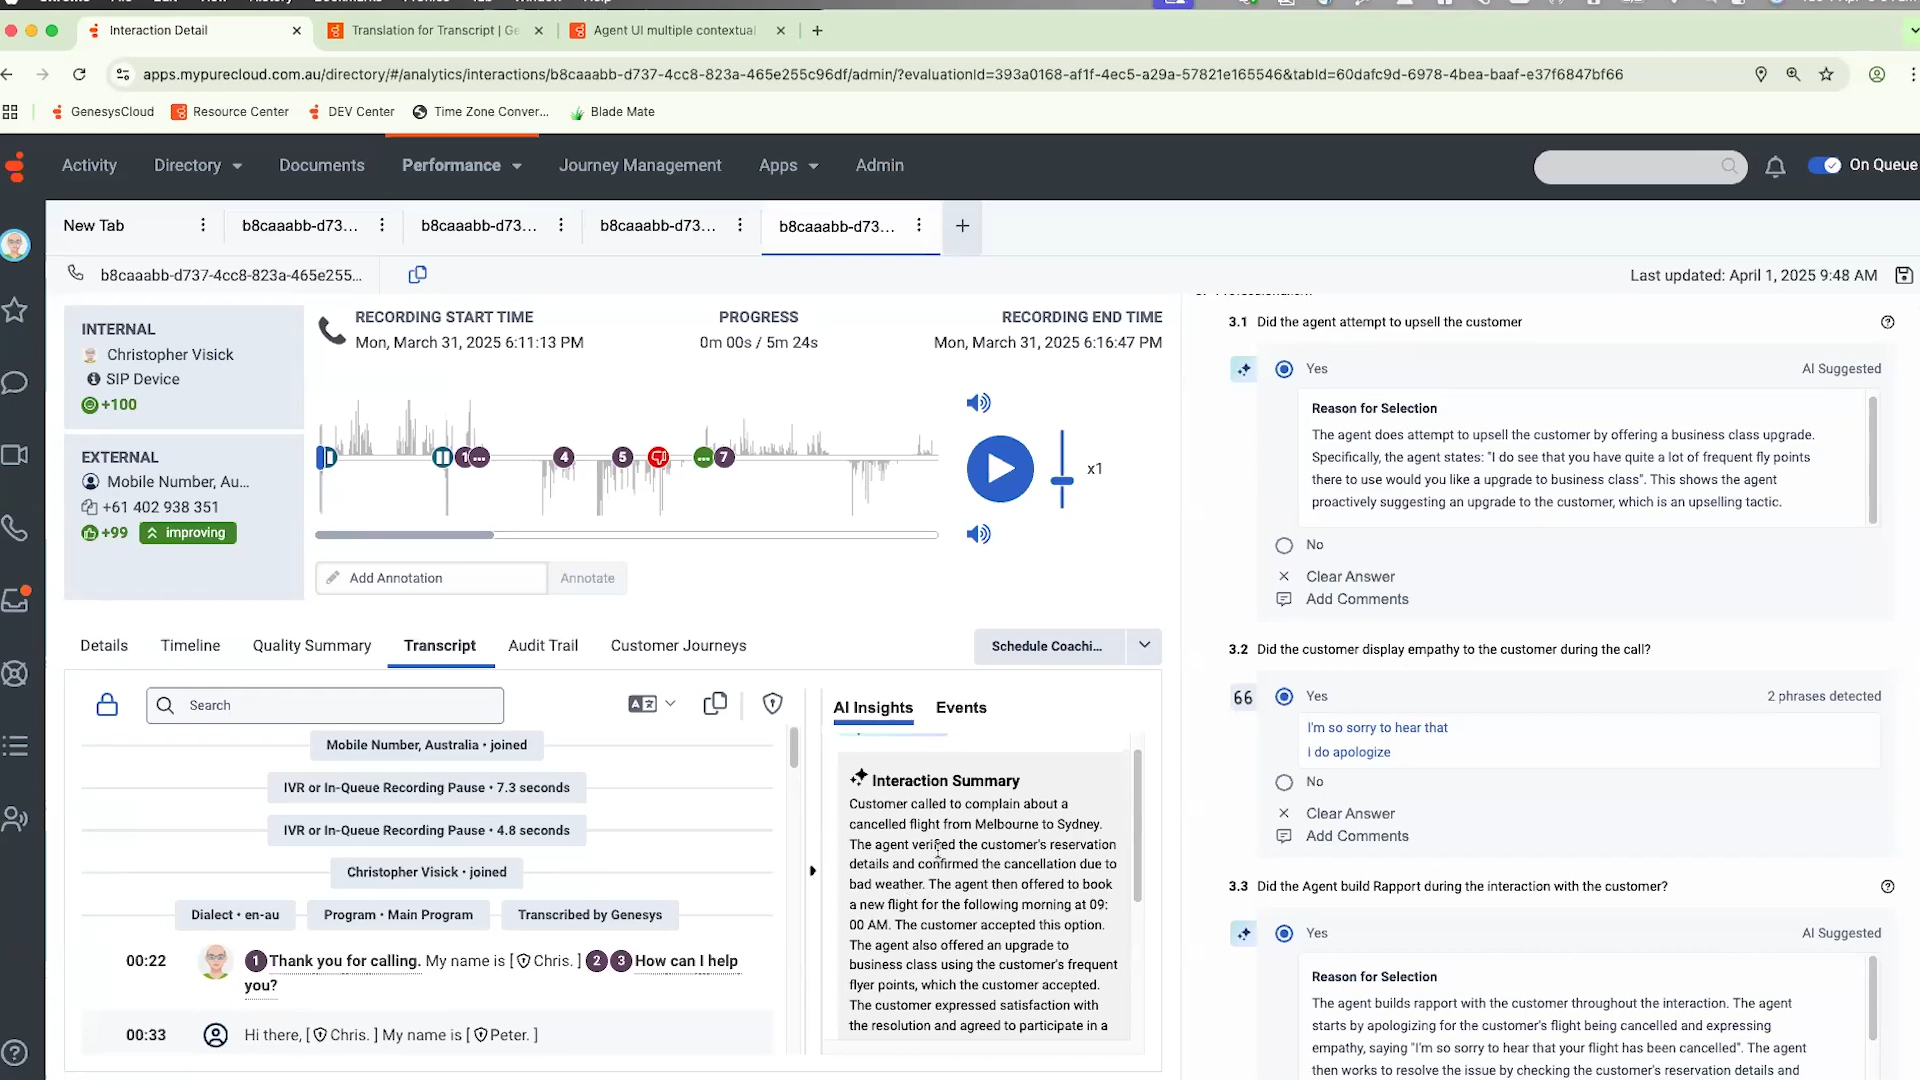 Interaction Detail
Translation for Transcript | Ge
Agent UI multiple contextual
apps.mypurecloud.com.au/directory/#/analytics/interactions/b8caaabb-d737-4cc8-823a-465e255c96df/admin/?evaluationId=393a0168-af1f-4ec5-a29a-57821e165546&tabId=60dafc9d-6978-4bea-baaf-e37f6847bf66
GenesysCloud
Resource Center
DEV Center
Time Zone Conver...
Blade Mate
Activity
Directory
Documents
Performance
Journey Management
Apps
Admin
On Queue
New Tab
b8caaabb-d73...
b8caaabb-d73...
b8caaabb-d73...
b8caaabb-d73...
b8caaabb-d737-4cc8-823a-465e255...
Last updated: April 1, 2025 9:48 AM
INTERNAL
Christopher Visick
SIP Device
+100
EXTERNAL
Mobile Number, Au...
+61 402 938 351
+99
improving
RECORDING START TIME
Mon, March 31, 2025 6:11:13 PM
PROGRESS
0m 00s / 5m 24s
RECORDING END TIME
Mon, March 31, 2025 6:16:47 PM
1
...
4
5
...
7
x1
Add Annotation
Annotate
Details
Timeline
Quality Summary
Transcript
Audit Trail
Customer Journeys
Schedule Coachi...
Search
Mobile Number, Australia • joined
IVR or In-Queue Recording Pause • 7.3 seconds
IVR or In-Queue Recording Pause • 4.8 seconds
Christopher Visick • joined
Dialect • en-au
Program • Main Program
Transcribed by Genesys
00:22
1 Thank you for calling. My name is [ Chris. ] 2 3 How can I help
you?
00:33
Hi there, [ Chris. ] My name is [ Peter. ]
AI Insights
Events
Interaction Summary
Customer called to complain about a
cancelled flight from Melbourne to Sydney.
The agent verified the customer's reservation
details and confirmed the cancellation due to
bad weather. The agent then offered to book
a new flight for the following morning at 09:
00 AM. The customer accepted this option.
The agent also offered an upgrade to
business class using the customer's frequent
flyer points, which the customer accepted.
The customer expressed satisfaction with
the resolution and agreed to participate in a
3.1 Did the agent attempt to upsell the customer
Yes
AI Suggested
Reason for Selection
The agent does attempt to upsell the customer by offering a business class upgrade.
Specifically, the agent states: "I do see that you have quite a lot of frequent fly points
there to use would you like a upgrade to business class". This shows the agent
proactively suggesting an upgrade to the customer, which is an upselling tactic.
No
Clear Answer
Add Comments
3.2 Did the customer display empathy to the customer during the call?
Yes
2 phrases detected
I'm so sorry to hear that
i do apologize
No
Clear Answer
Add Comments
3.3 Did the Agent build Rapport during the interaction with the customer?
Yes
AI Suggested
Reason for Selection
The agent builds rapport with the customer throughout the interaction. The agent
starts by apologizing for the customer's flight being cancelled and expressing
empathy, saying "I'm so sorry to hear that your flight has been cancelled". The agent
then works to resolve the issue by checking the customer's reservation details and